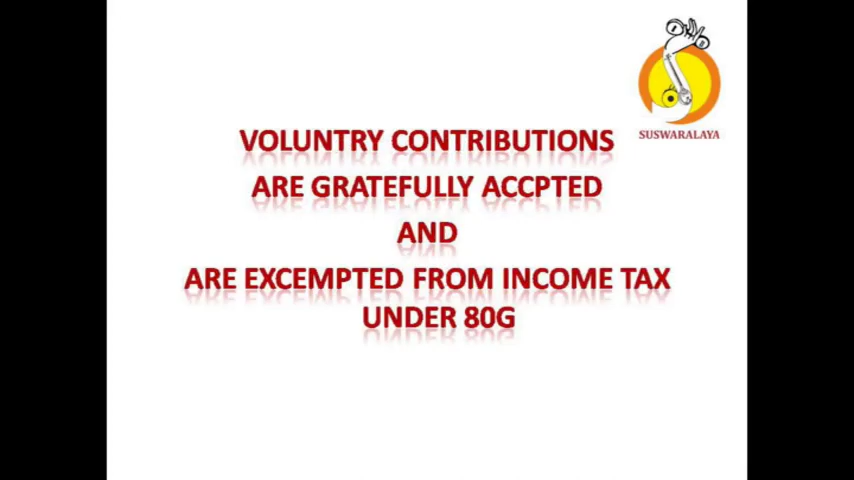 SUSWARALAYA
VOLUNTRY CONTRIBUTIONS
ARE GRATEFULLY ACCPTED
AND
ARE EXCEMPTED FROM INCOME TAX
UNDER 80G